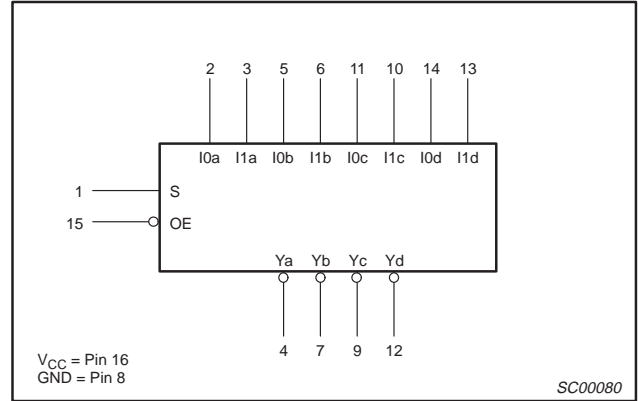 2 3 5 6 11 10 14 13
I0a I1a I0b I1b I0c I1c I0d I1d
1 S
15 OE
Ya Yb Yc Yd
4 7 9 12
VCC = Pin 16
GND = Pin 8
SC00080